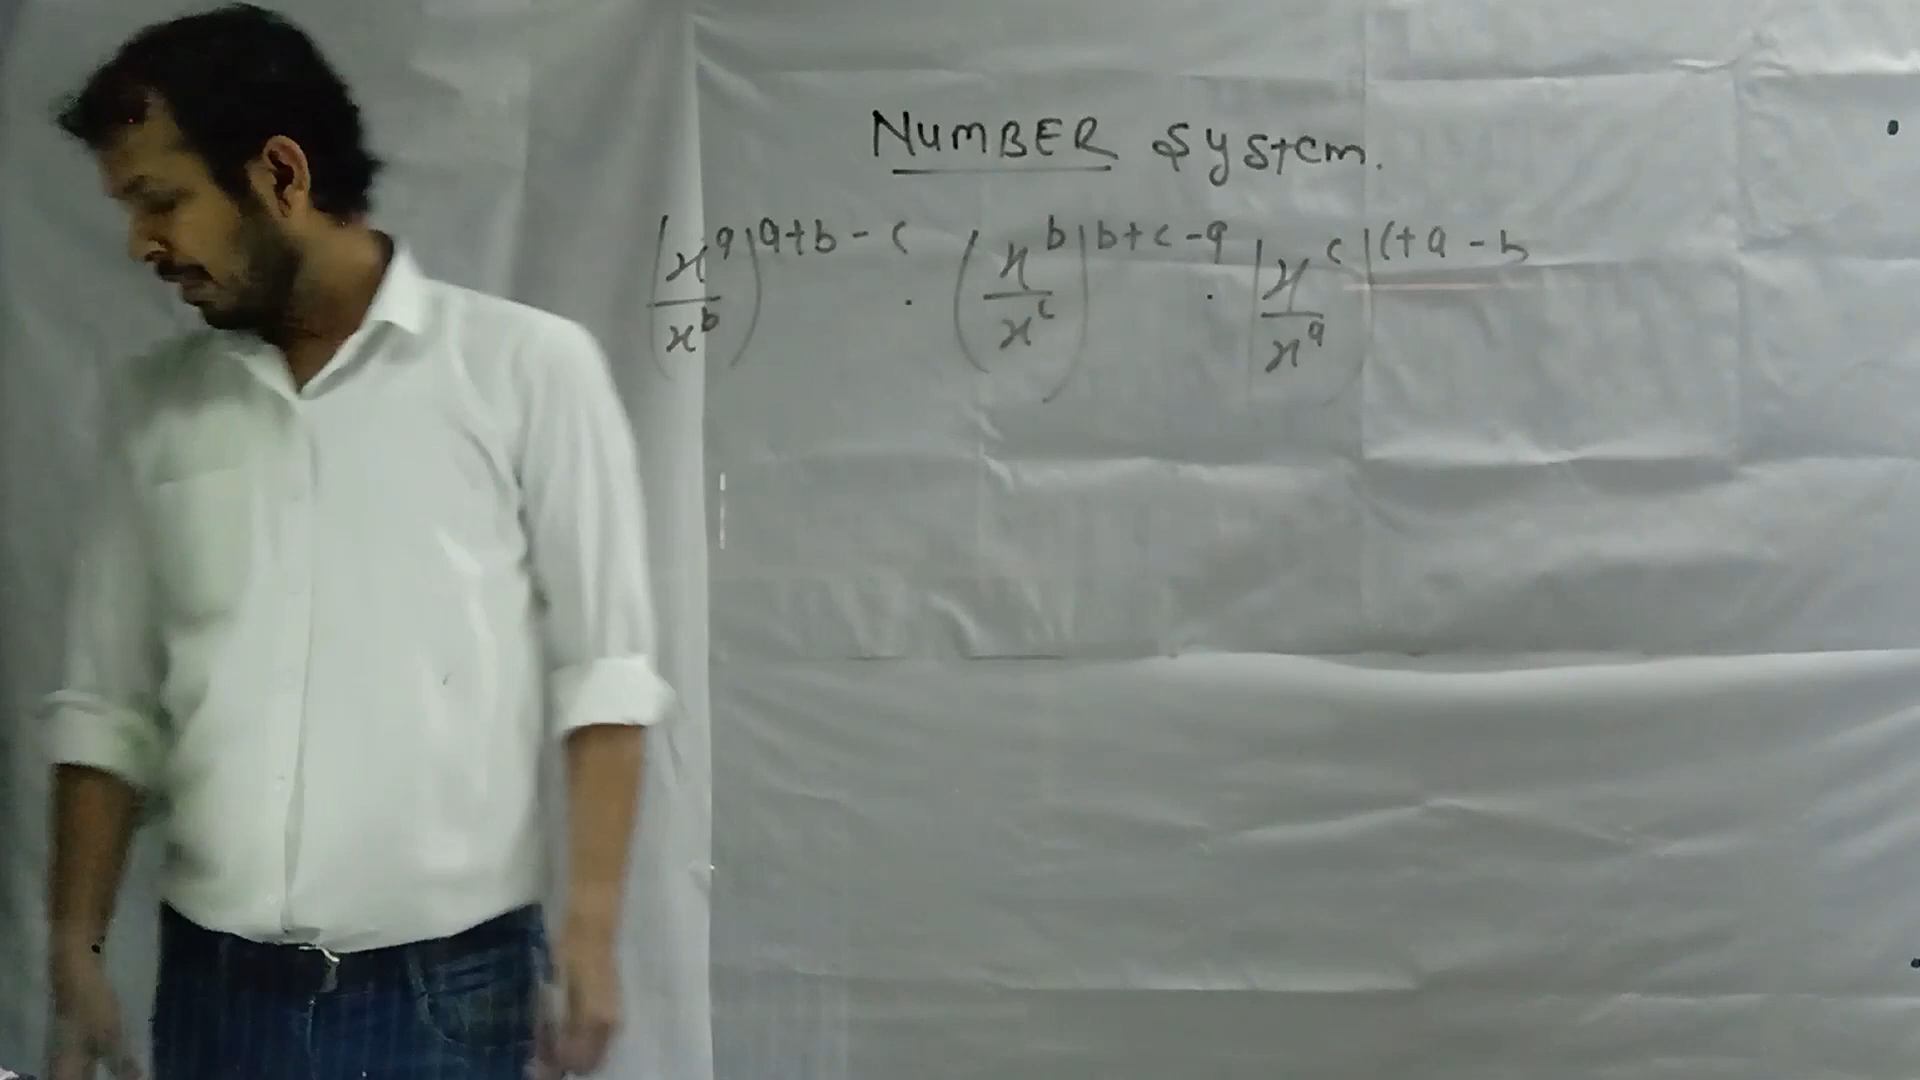 NUMBER System.
(x^a/x^b)^a+b-c . (x^b/x^c)^b+c-a . (x^c/x^a)^c+a-b